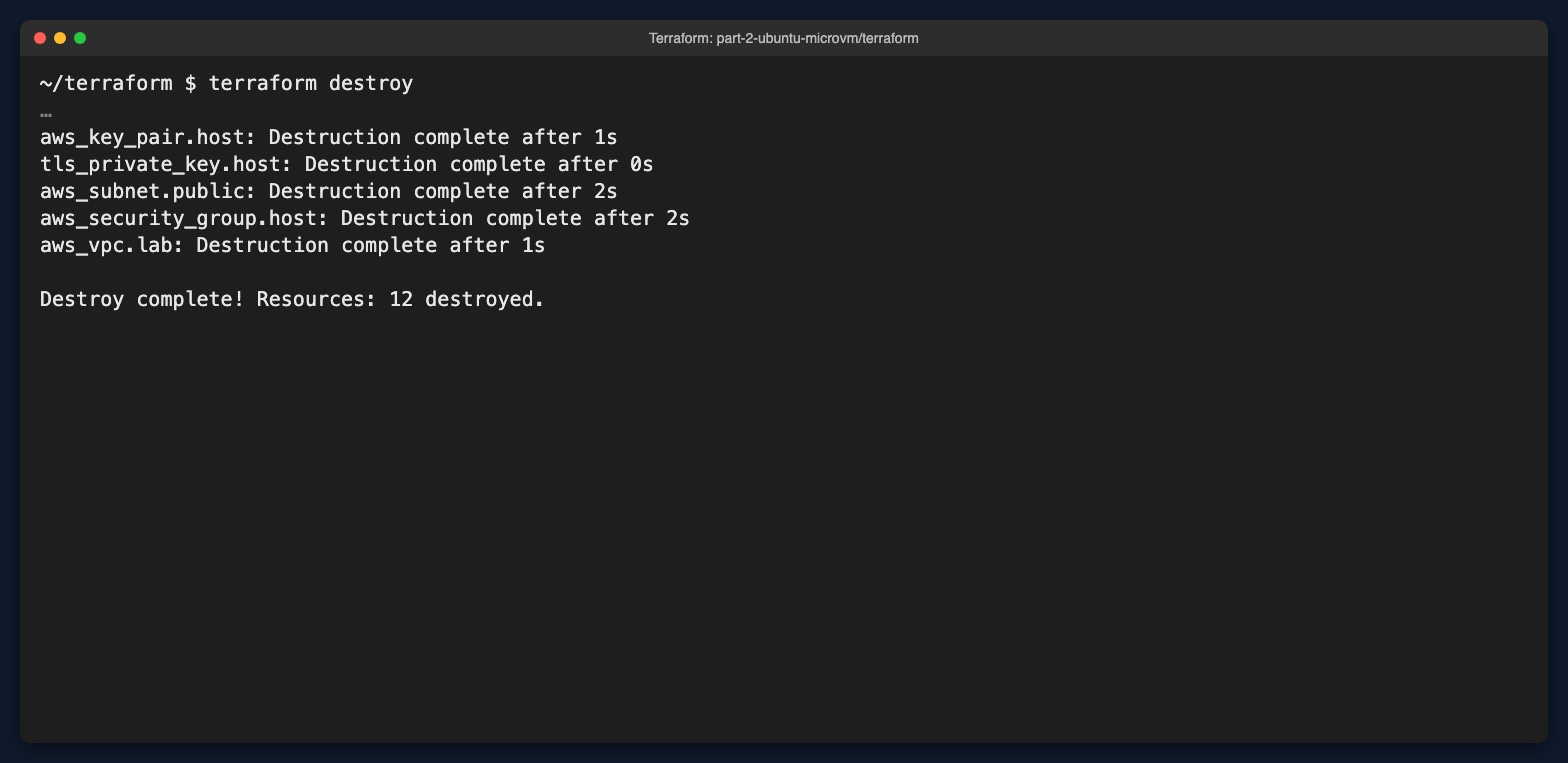 Terraform: part-2-ubuntu-microvm/terraform
~/terraform $ terraform destroy
…
aws_key_pair.host: Destruction complete after 1s
tls_private_key.host: Destruction complete after 0s
aws_subnet.public: Destruction complete after 2s
aws_security_group.host: Destruction complete after 2s
aws_vpc.lab: Destruction complete after 1s
Destroy complete! Resources: 12 destroyed.